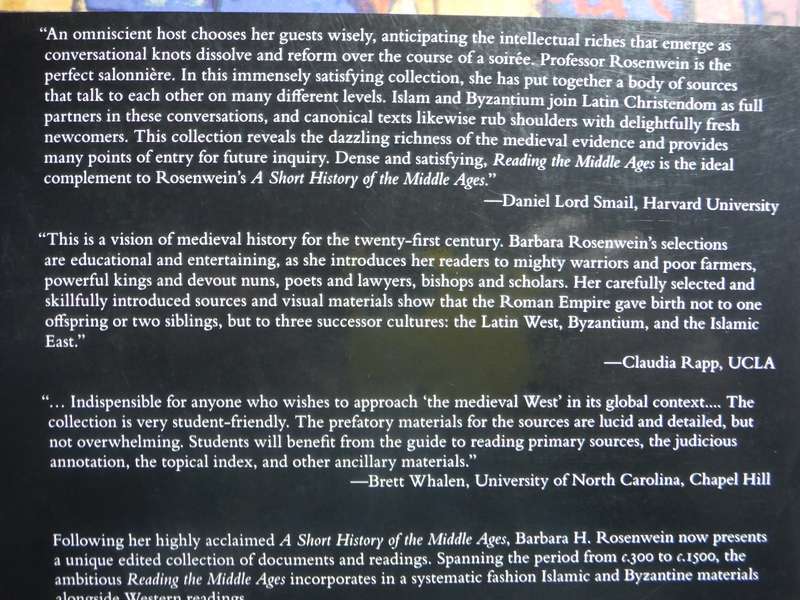 “An omniscient host chooses her guests wisely, anticipating the intellectual riches that emerge as
conversational knots dissolve and reform over the course of a soirée. Professor Rosenwein is the
perfect salonnière. In this immensely satisfying collection, she has put together a body of sources
that talk to each other on many different levels. Islam and Byzantium join Latin Christendom as full
partners in these conversations, and canonical texts likewise rub shoulders with delightfully fresh
newcomers. This collection reveals the dazzling richness of the medieval evidence and provides
many points of entry for future inquiry. Dense and satisfying, Reading the Middle Ages is the ideal
complement to Rosenwein’s A Short History of the Middle Ages.”
—Daniel Lord Smail, Harvard University
“This is a vision of medieval history for the twenty-first century. Barbara Rosenwein’s selections
are educational and entertaining, as she introduces her readers to mighty warriors and poor farmers,
powerful kings and devout nuns, poets and lawyers, bishops and scholars. Her carefully selected and
skillfully introduced sources and visual materials show that the Roman Empire gave birth not to one
offspring or two siblings, but to three successor cultures: the Latin West, Byzantium, and the Islamic
East.”
—Claudia Rapp, UCLA
“… Indispensible for anyone who wishes to approach ‘the medieval West’ in its global context.... The
collection is very student-friendly. The prefatory materials for the sources are lucid and detailed, but
not overwhelming. Students will benefit from the guide to reading primary sources, the judicious
annotation, the topical index, and other ancillary materials.”
—Brett Whalen, University of North Carolina, Chapel Hill
Following her highly acclaimed A Short History of the Middle Ages, Barbara H. Rosenwein now presents
a unique edited collection of documents and readings. Spanning the period from c.300 to c.1500, the
ambitious Reading the Middle Ages incorporates in a systematic fashion Islamic and Byzantine materials
alongside Western readings.